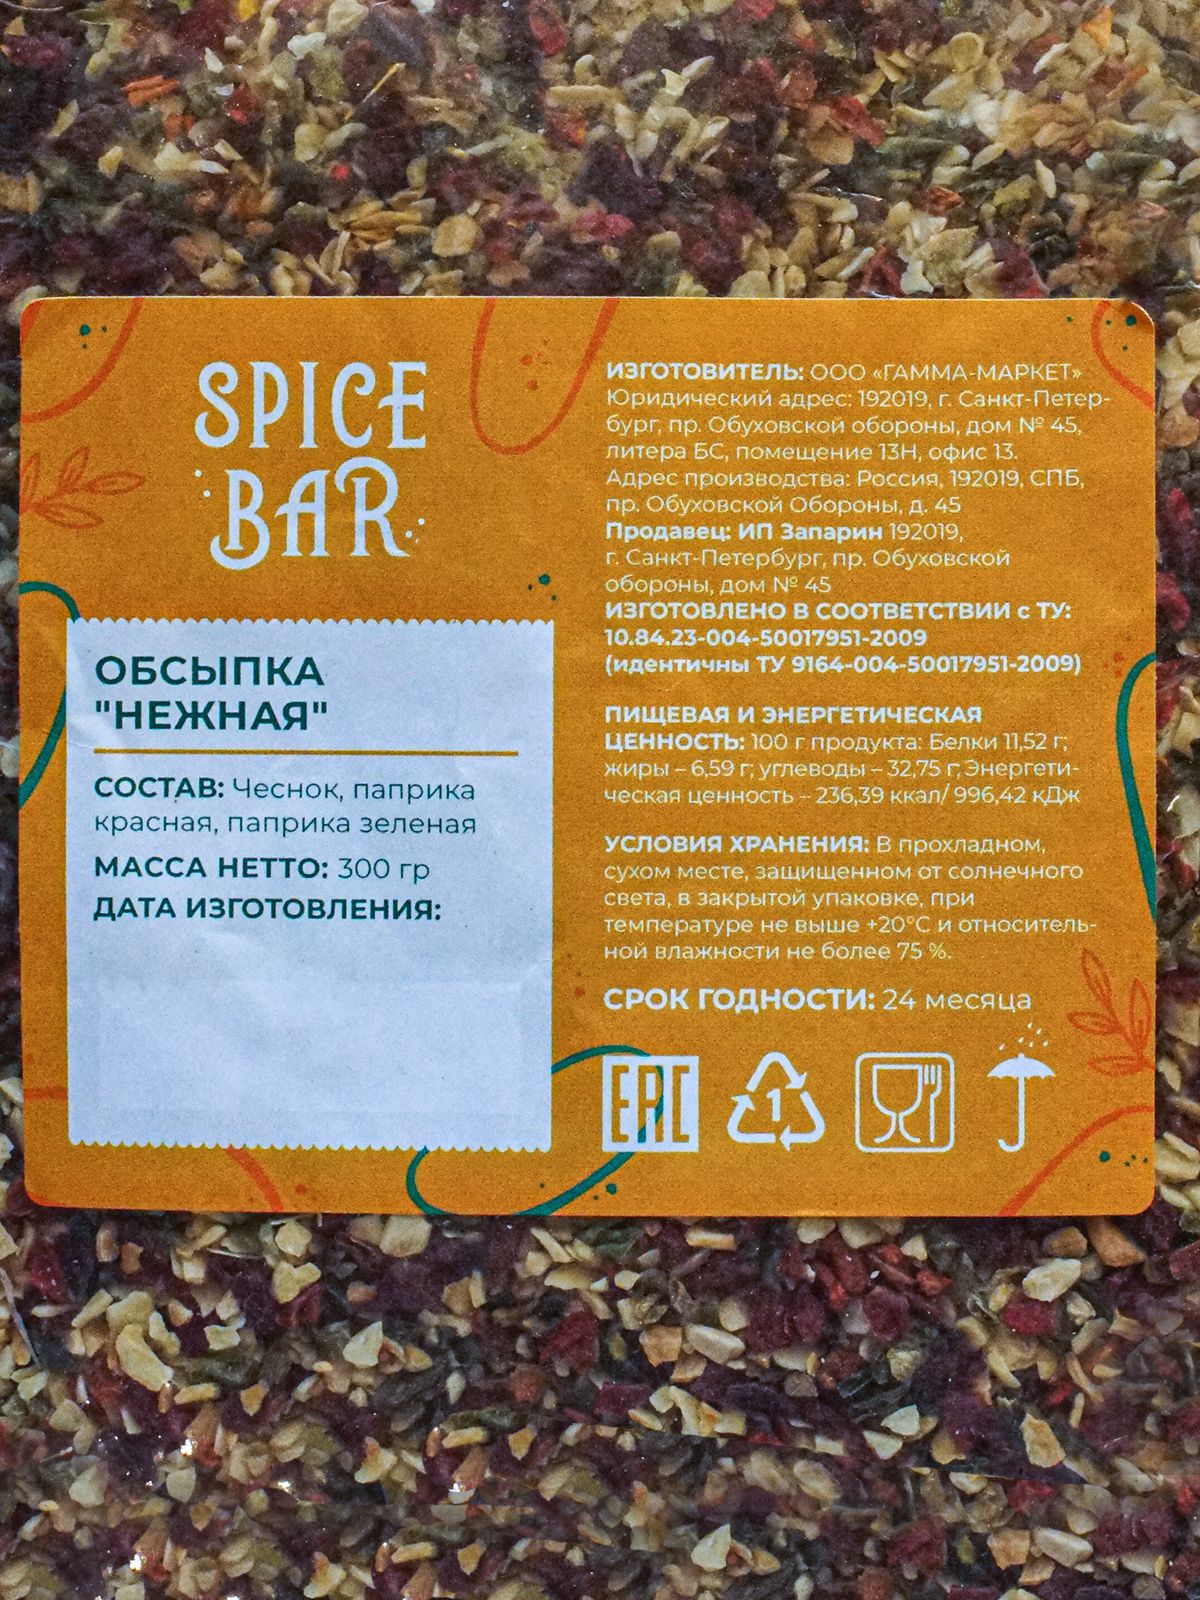 SPICE
BAR
ОБСЫПКА
"НЕЖНАЯ"
СОСТАВ: Чеснок, паприка
красная, паприка зеленая
МАССА НЕТТО: 300 гр
ДАТА ИЗГОТОВЛЕНИЯ:
ИЗГОТОВИТЕЛЬ: ООО «ГАММА-МАРКЕТ»
Юридический адрес: 192019, г. Санкт-Петер-
бург, пр. Обуховской обороны, дом № 45,
литера БС, помещение 13Н, офис 13.
Адрес производства: Россия, 192019, СПБ,
пр. Обуховской Обороны, д. 45
Продавец: ИП Запарин 192019,
г. Санкт-Петербург, пр. Обуховской
обороны, дом № 45
ИЗГОТОВЛЕНО В СООТВЕТСТВИИ с ТУ:
10.84.23-004-50017951-2009
(идентичны ТУ 9164-004-50017951-2009)
ПИЩЕВАЯ И ЭНЕРГЕТИЧЕСКАЯ
ЦЕННОСТЬ: 100 г продукта: Белки 11,52 г;
жиры – 6,59 г; углеводы – 32,75 г; Энергети-
ческая ценность – 236,39 ккал/ 996,42 кДж
УСЛОВИЯ ХРАНЕНИЯ: В прохладном,
сухом месте, защищенном от солнечного
света, в закрытой упаковке, при
температуре не выше +20°С и относитель-
ной влажности не более 75 %.
СРОК ГОДНОСТИ: 24 месяца
ЕАС
1